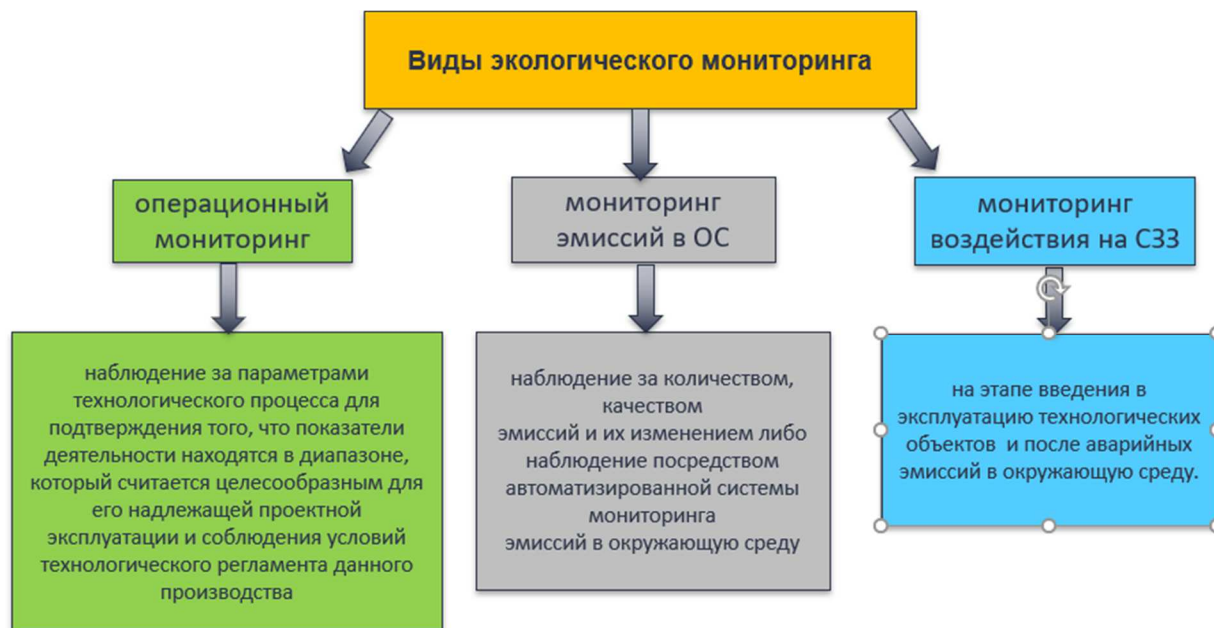 Виды экологического мониторинга
операционный
мониторинг
мониторинг
эмиссий в ОС
мониторинг
воздействия на СЗЗ
наблюдение за параметрами
технологического процесса для
подтверждения того, что показатели
деятельности находятся в диапазоне,
который считается целесообразным для
его надлежащей проектной
эксплуатации и соблюдения условий
технологического регламента данного
производства
наблюдение за количеством,
качеством
эмиссий и их изменением либо
наблюдение посредством
автоматизированной системы
мониторинга
эмиссий в окружающую среду
на этапе введения в
эксплуатацию технологических
объектов и после аварийных
эмиссий в окружающую среду.